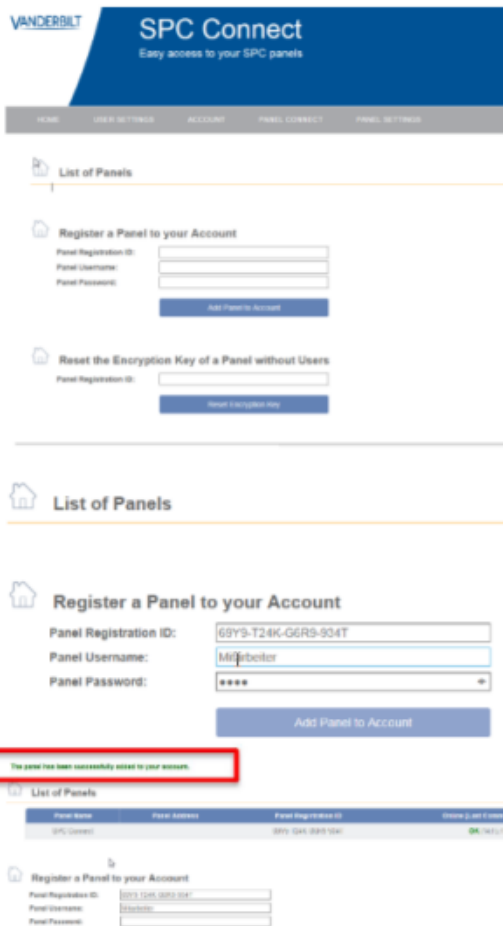 VANDERBILT
SPC Connect
Easy access to your SPC panels
HOME USER SETTINGS ACCOUNT PANEL CONNECT PANEL SETTINGS
List of Panels
Register a Panel to your Account
Panel Registration ID:
Panel Username:
Panel Password:
Add Panel to Account
Reset the Encryption Key of a Panel without Users
Panel Registration ID:
Reset Encryption Key
List of Panels
Register a Panel to your Account
Panel Registration ID: 69Y9-T24K-G6R9-934T
Panel Username: Mitarbeiter
Panel Password: ****
Add Panel to Account
The panel has been successfully added to your account.
List of Panels
Panel Name Panel Address Panel Registration ID
SPC Connect
Register a Panel to your Account
Panel Registration ID:
Panel Username: Mitarbeiter
Panel Password: